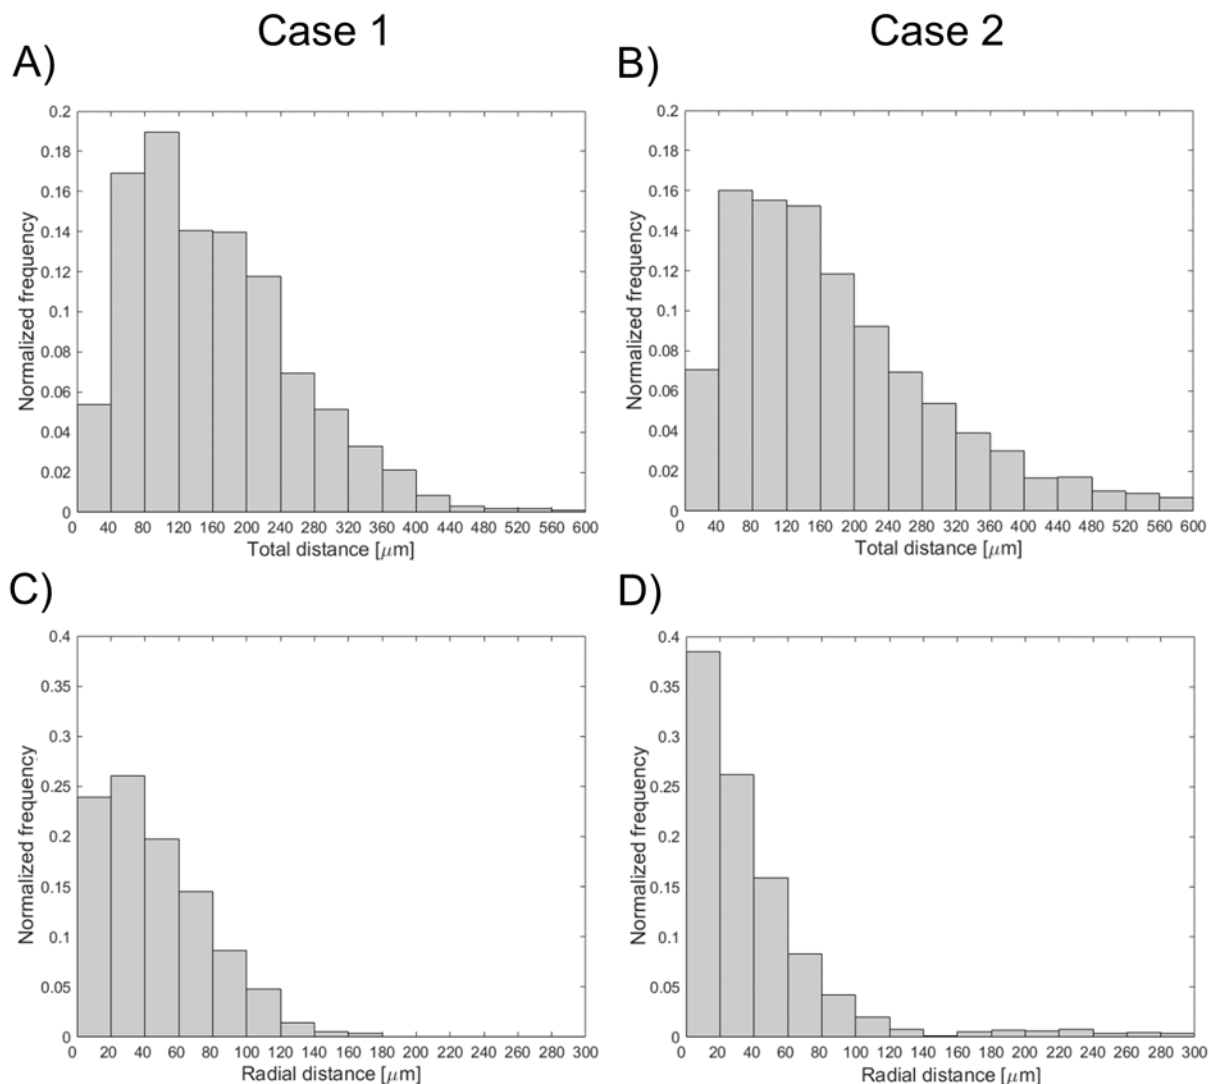 Case 1
Case 2
A)
B)
0.2
0.18
0.16
0.14
0.12
0.1
0.08
0.06
0.04
0.02
0
Normalized frequency
0 40 80 120 160 200 240 280 320 360 400 440 480 520 560 600
Total distance [μm]
0.2
0.18
0.16
0.14
0.12
0.1
0.08
0.06
0.04
0.02
0
Normalized frequency
0 40 80 120 160 200 240 280 320 360 400 440 480 520 560 600
Total distance [μm]
C)
D)
0.4
0.35
0.3
0.25
0.2
0.15
0.1
0.05
0
Normalized frequency
0 20 40 60 80 100 120 140 160 180 200 220 240 260 280 300
Radial distance [μm]
0.4
0.35
0.3
0.25
0.2
0.15
0.1
0.05
0
Normalized frequency
0 20 40 60 80 100 120 140 160 180 200 220 240 260 280 300
Radial distance [μm]